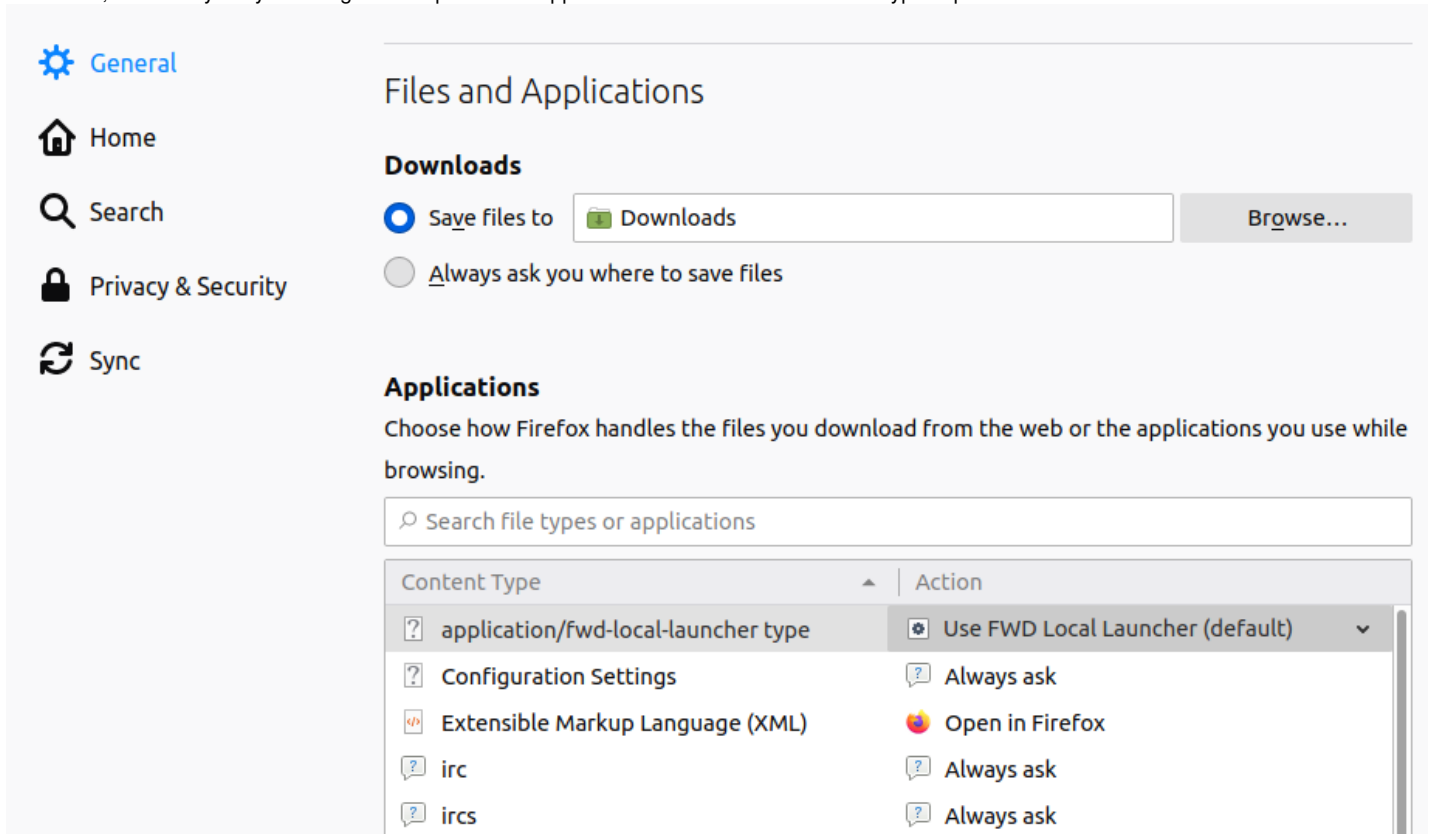 General
Home
Search
Privacy & Security
Sync
Files and Applications
Downloads
Save files to
Downloads
Browse...
Always ask you where to save files
Applications
Choose how Firefox handles the files you download from the web or the applications you use while
browsing.
Search file types or applications
Content Type Action
application/fwd-local-launcher type Use FWD Local Launcher (default)
Configuration Settings Always ask
Extensible Markup Language (XML) Open in Firefox
irc Always ask
ircs Always ask